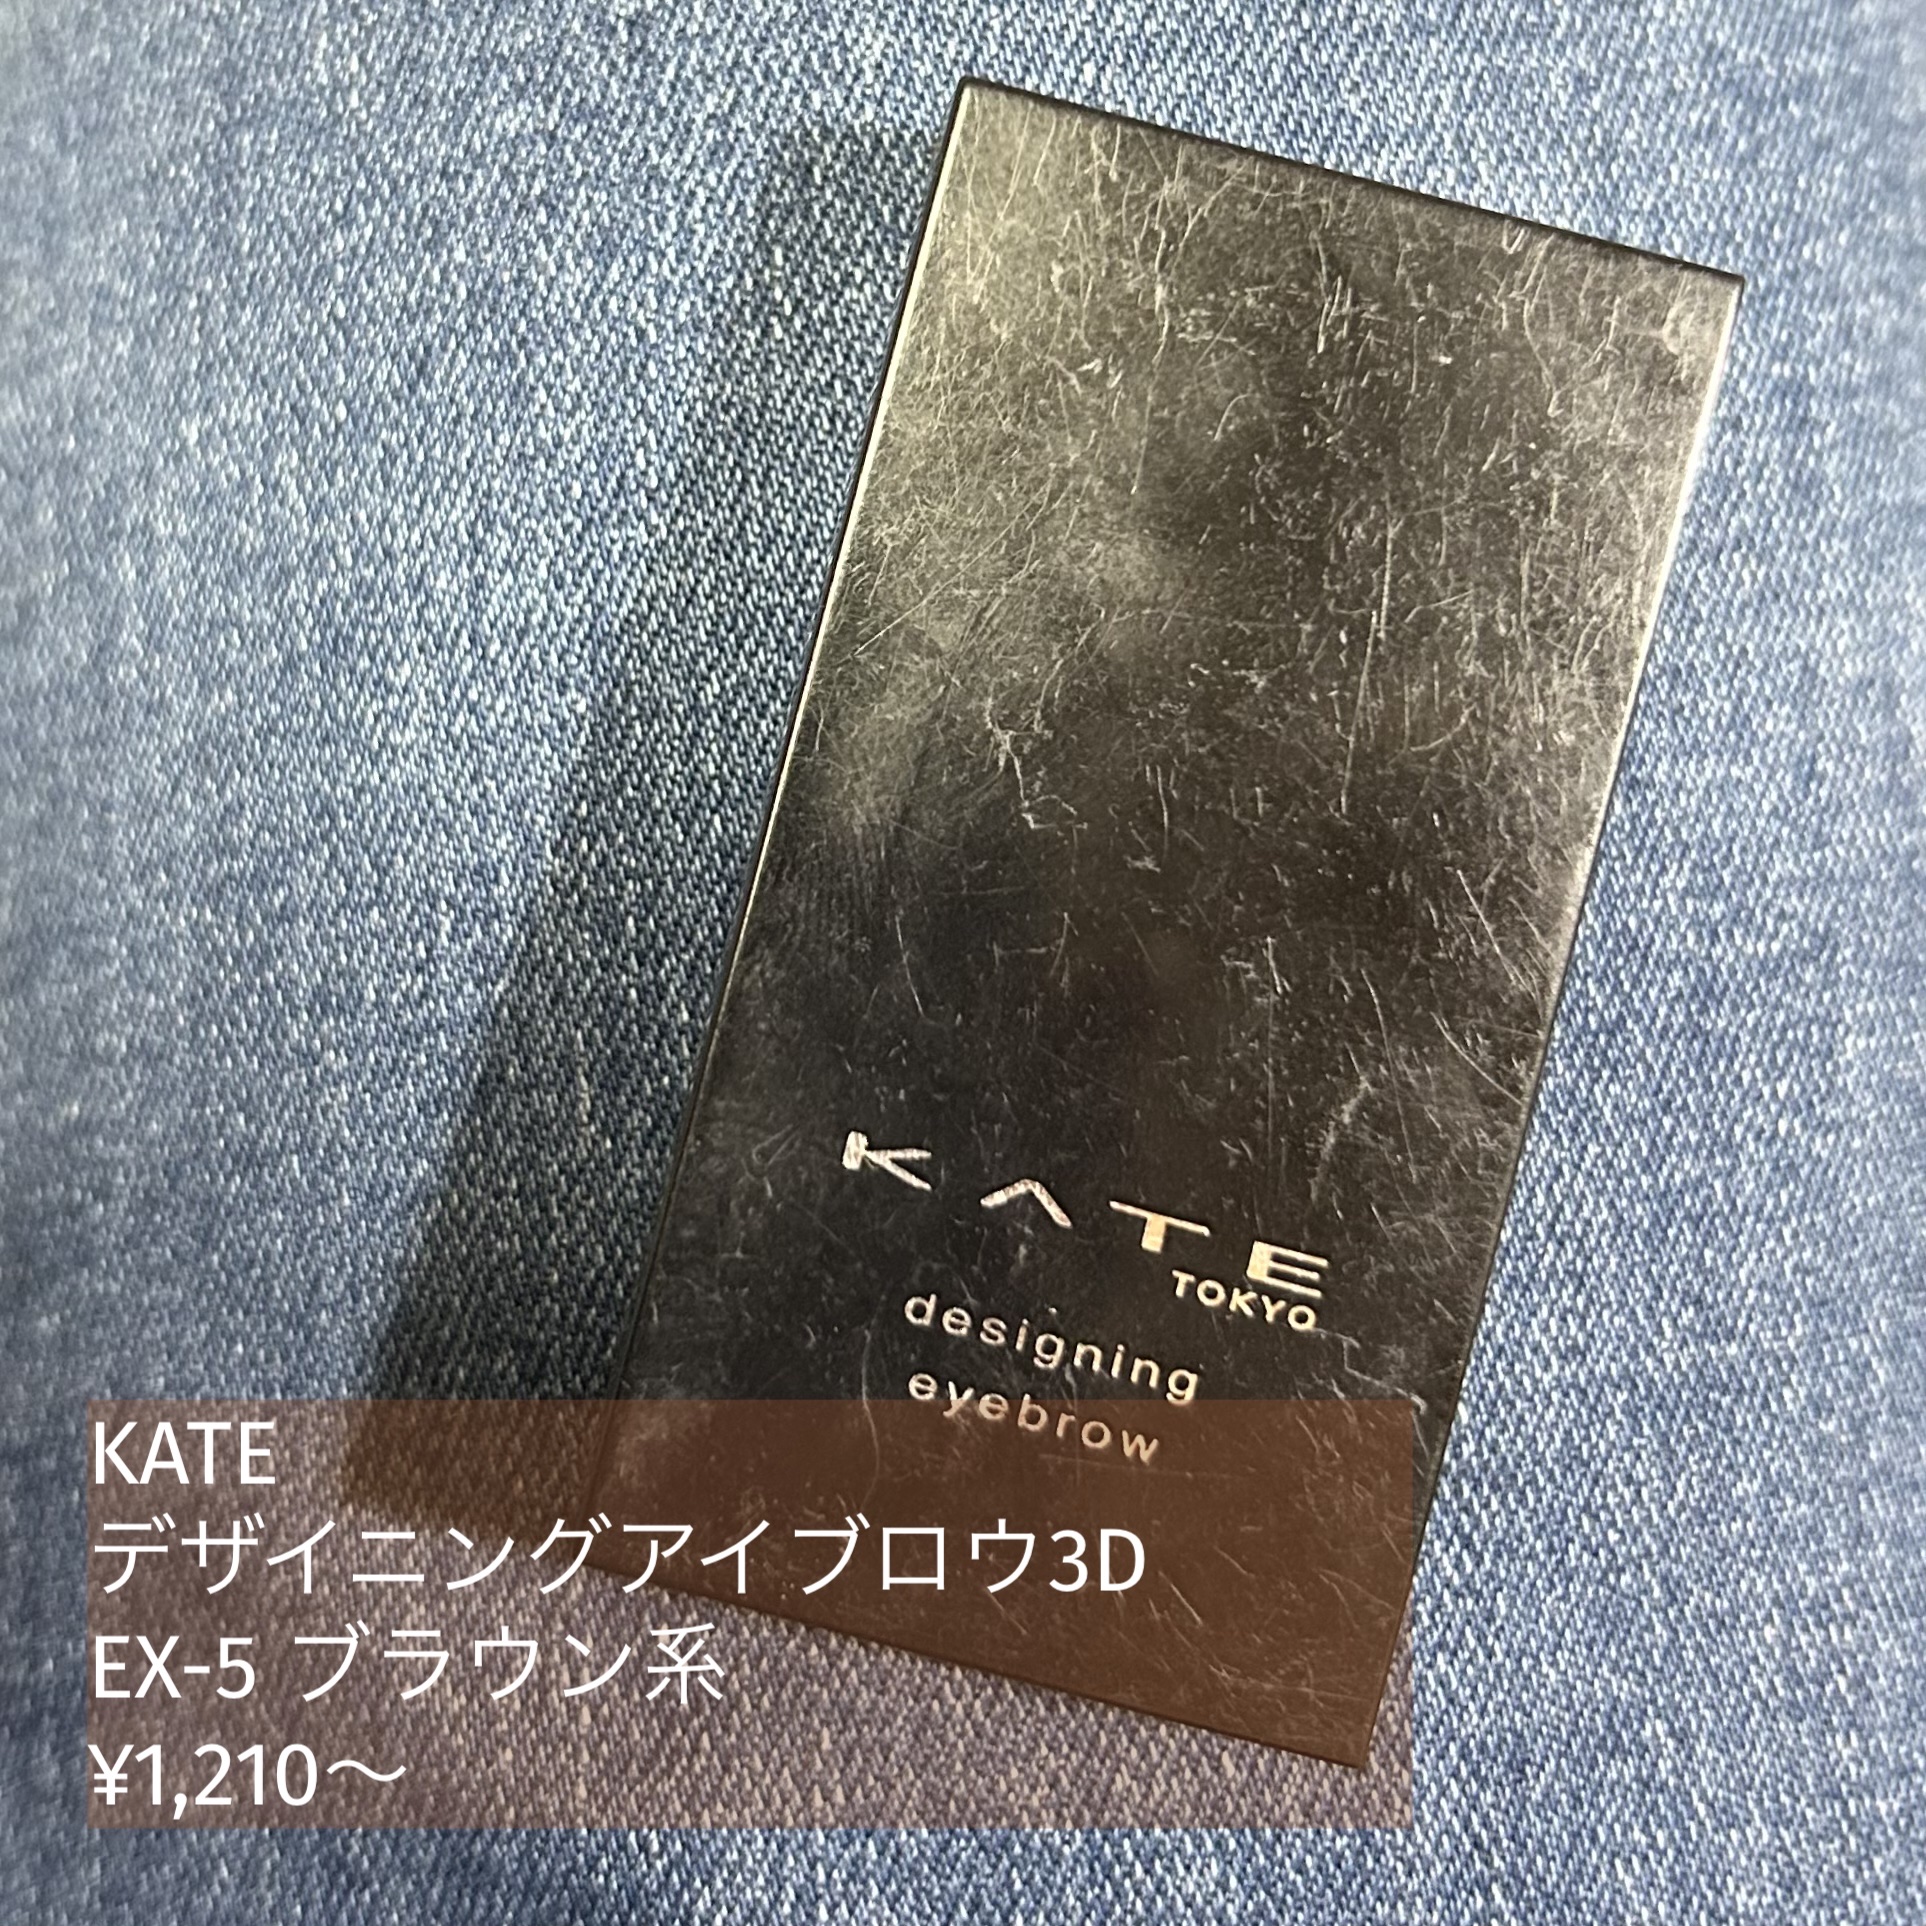 KATE
TOKYO
designing
eyebrow
KATE
デザイニングアイブロウ3D
EX-5 ブラウン系
¥1,210〜